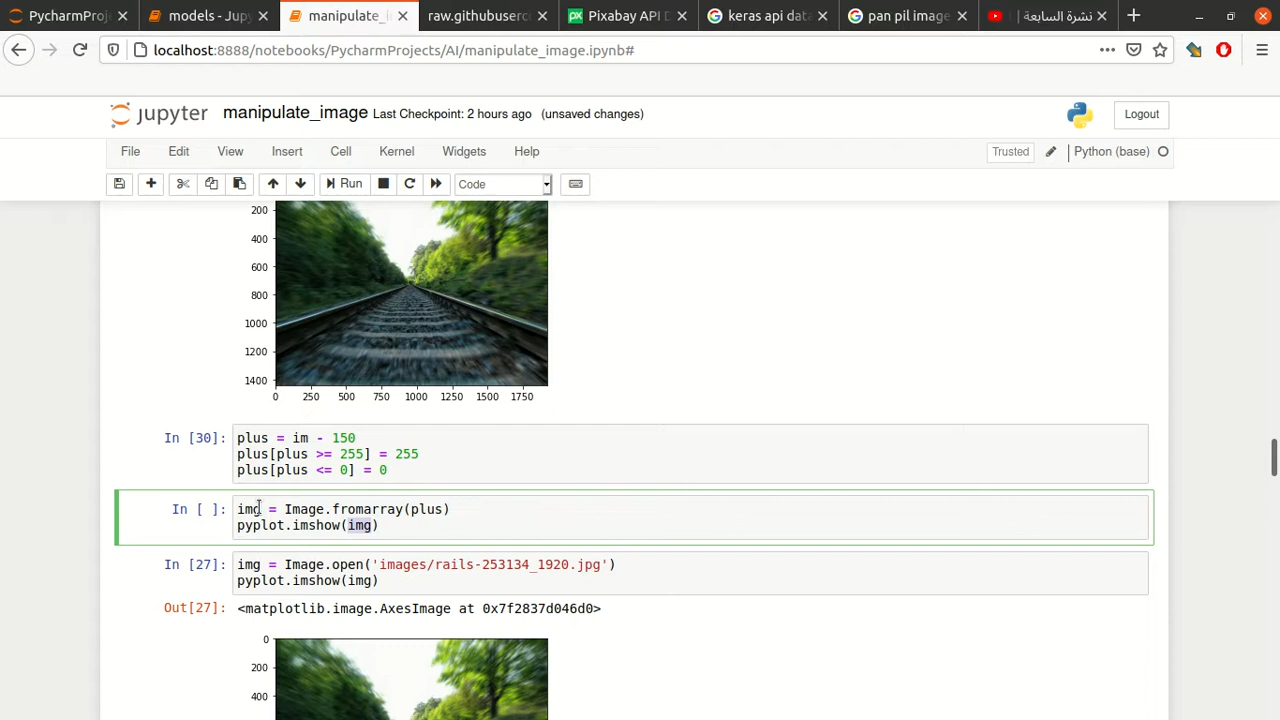 PycharmProj
models - Jup
manipulate_i
raw.githubuserc
Pixabay API D
keras api dat
pan pil image
نشرة السابعة |
localhost:8888/notebooks/PycharmProjects/AI/manipulate_image.ipynb#
jupyter
manipulate_image Last Checkpoint: 2 hours ago (unsaved changes)
Logout
File Edit View Insert Cell Kernel Widgets Help
Trusted
Python (base)
Run
Code
200
400
600
800
1000
1200
1400
0 250 500 750 1000 1250 1500 1750
In [30]: plus = im - 150
plus[plus >= 255] = 255
plus[plus <= 0] = 0
In [ ]: img = Image.fromarray(plus)
pyplot.imshow(img)
In [27]: img = Image.open('images/rails-253134_1920.jpg')
pyplot.imshow(img)
Out[27]: <matplotlib.image.AxesImage at 0x7f2837d046d0>
0
200
400